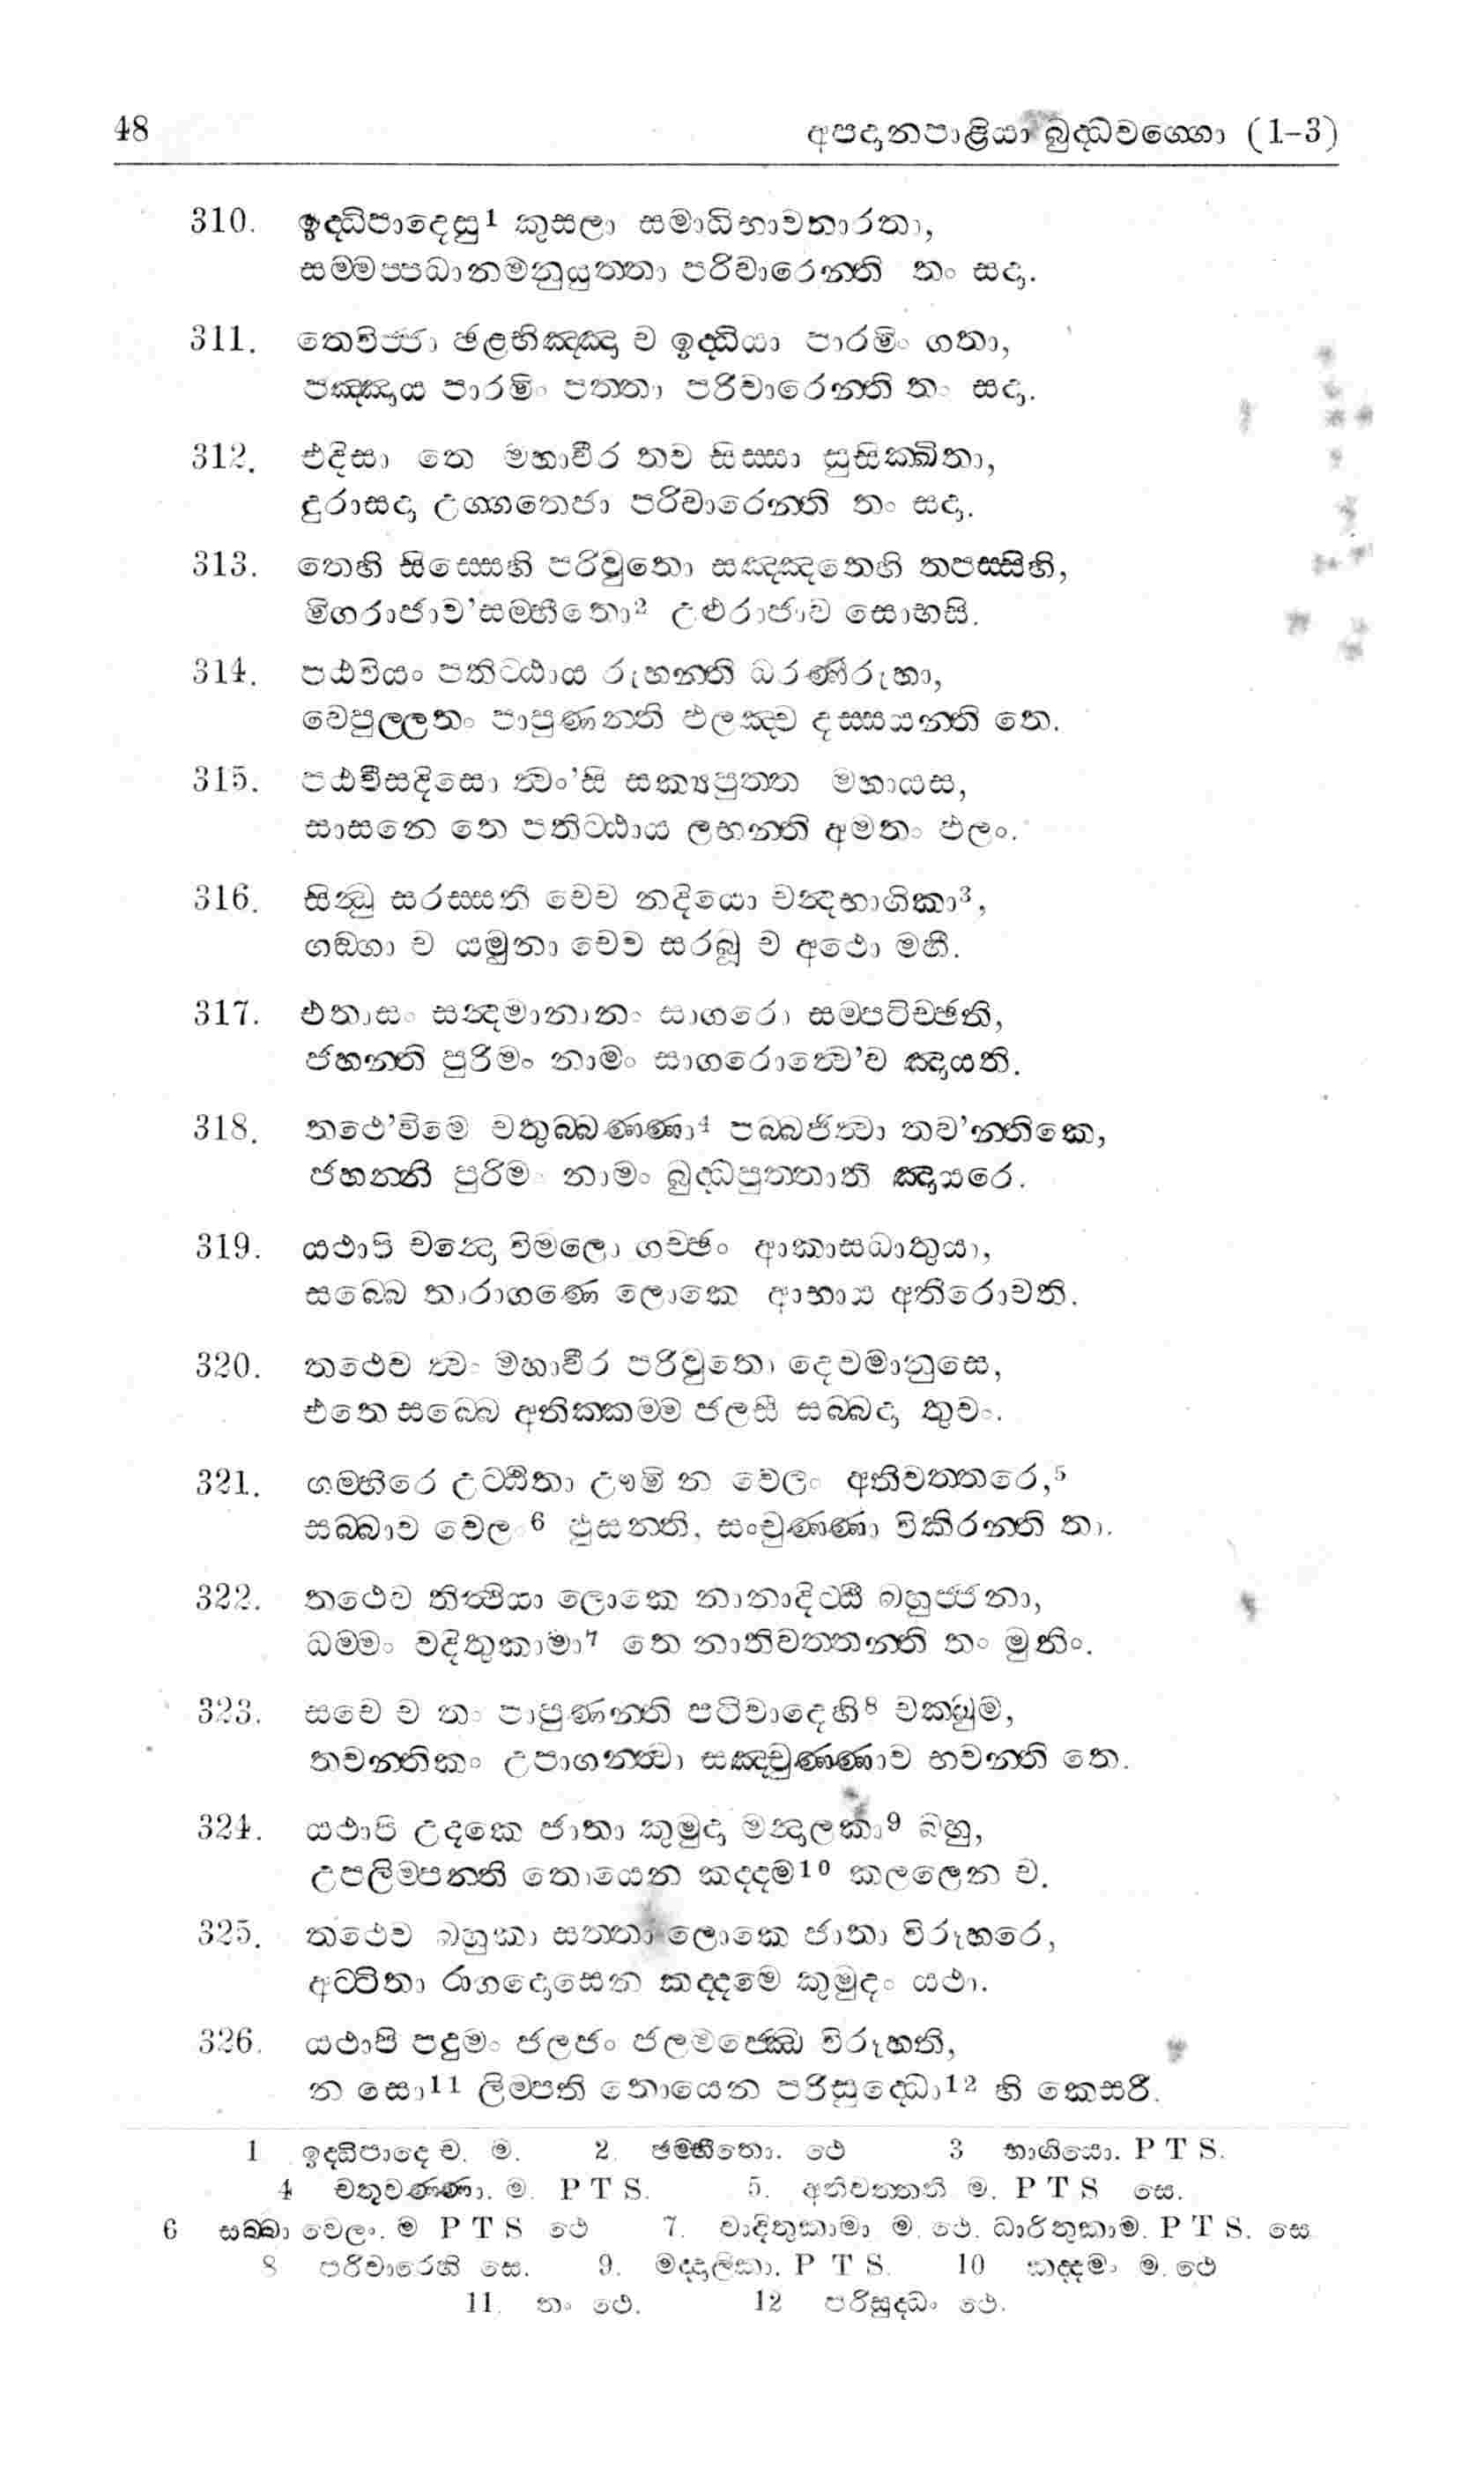 48 අපදානපාළියා බුද්ධවග්ගො (1-3)
310. ඉද්ධිපාදෙසු1 කුසලා සමාධිභාවනාරතා,
සම්මප්පධානමනුයුත්තා පරිවාරෙන්ති තං සදා.
311. තෙවිජ්ජා ඡළභිඤ්ඤා ච ඉද්ධියා පාරමිං ගතා,
පඤ්ඤාය පාරමිං පත්තා පරිවාරෙන්ති තං සදා.
312. එදිසා තෙ මහාවීර තව සිස්සා සුසික්ඛිතා,
දුරාසදා උග්ගතෙජා පරිවාරෙන්ති තං සදා.
313. තෙහි සිස්සෙහි පරිවුතො සඤ්ඤතෙහි තපස්සිහි,
මිගරාජාව'සම්භීතො2 උළුරාජාව සොභසි.
314. පඨවියං පතිට්ඨාය රුහන්ති ධරණීරුහා,
වෙපුල්ලතං පාපුණන්ති ඵලඤ්ච දස්සයන්ති තෙ.
315. පඨවීසදිසො ත්වං'සි සක්‍යපුත්ත මහායස,
සාසනෙ තෙ පතිට්ඨාය ලභන්ති අමතං ඵලං.
316. සින්ධු සරස්සතී චෙව නදියො චන්දභාගිකා3,
ගඞ්ගා ච යමුනා චෙව සරබූ ච අථො මහී.
317. එතාසං සන්දමානානං සාගරො සම්පටිච්ඡති,
ජහන්ති පුරිමං නාමං සාගරොත්වෙ'ව ඤායති.
318. තථෙ'විමෙ චතුබ්බණ්ණා4 පබ්බජිත්වා තව'න්තිකෙ,
ජහන්ති පුරිමං නාමං බුද්ධපුත්තාති ඤායරෙ.
319. යථාපි චන්දො විමලො ගච්ඡං ආකාසධාතුයා,
සබ්බෙ තාරාගණෙ ලොකෙ ආභාය අතිරොචති.
320. තථෙව ත්වං මහාවීර පරිවුතො දෙවමානුසෙ,
එතෙ සබ්බෙ අතික්කම්ම ජලසි සබ්බදා තුවං.
321. ගම්භීරෙ උට්ඨිතා ඌමි න වෙලං අතිවත්තරෙ,5
සබ්බාව වෙලං6 ඵුසන්ති, සංචුණ්ණා විකිරන්ති තා.
322. තථෙව තිත්ථියා ලොකෙ නානාදිට්ඨී බහුජ්ජනා,
ධම්මං වදිතුකාමා7 තෙ නාතිවත්තන්ති තං මුනිං.
323. සචෙ ච තං පාපුණන්ති පටිවාදෙහි8 චක්ඛුම,
තවන්තිකං උපාගන්ත්වා සඤ්චුණ්ණාව භවන්ති තෙ.
324. යථාපි උදකෙ ජාතා කුමුදා මන්දාලකා9 බහු,
උපලිම්පන්ති තොයෙන කද්දම10 කලලෙන ච.
325. තථෙව බහුකා සත්තා ලොකෙ ජාතා විරූහරෙ,
අට්ටිතා රාගදොසෙන කද්දමෙ කුමුදං යථා.
326. යථාපි පදුමං ජලජං ජලමජ්ඣෙ විරූහති,
න සො11 ලිම්පති තොයෙන පරිසුද්ධො12 හි කෙසරී.
1 ඉද්ධිපාදෙ ච. ම. 2. ඡම්භීතො. ථෙ 3 භාගියො. P T S.
4 චතූවණ්ණා. ම. P T S. 5. අතිවත්තති ම. P T S සෙ.
6 සබ්බා වෙලං. ම P T S ථෙ 7. වාදිතුකාමා ම. ථෙ. ධාරිතුකාම. P T S. සෙ
8 පරිවාරෙහි සෙ. 9. මද්දාලිකා. P T S. 10 කද්දමා ම. ථෙ
11. තං ථෙ. 12 පරිසුද්ධං ථෙ.